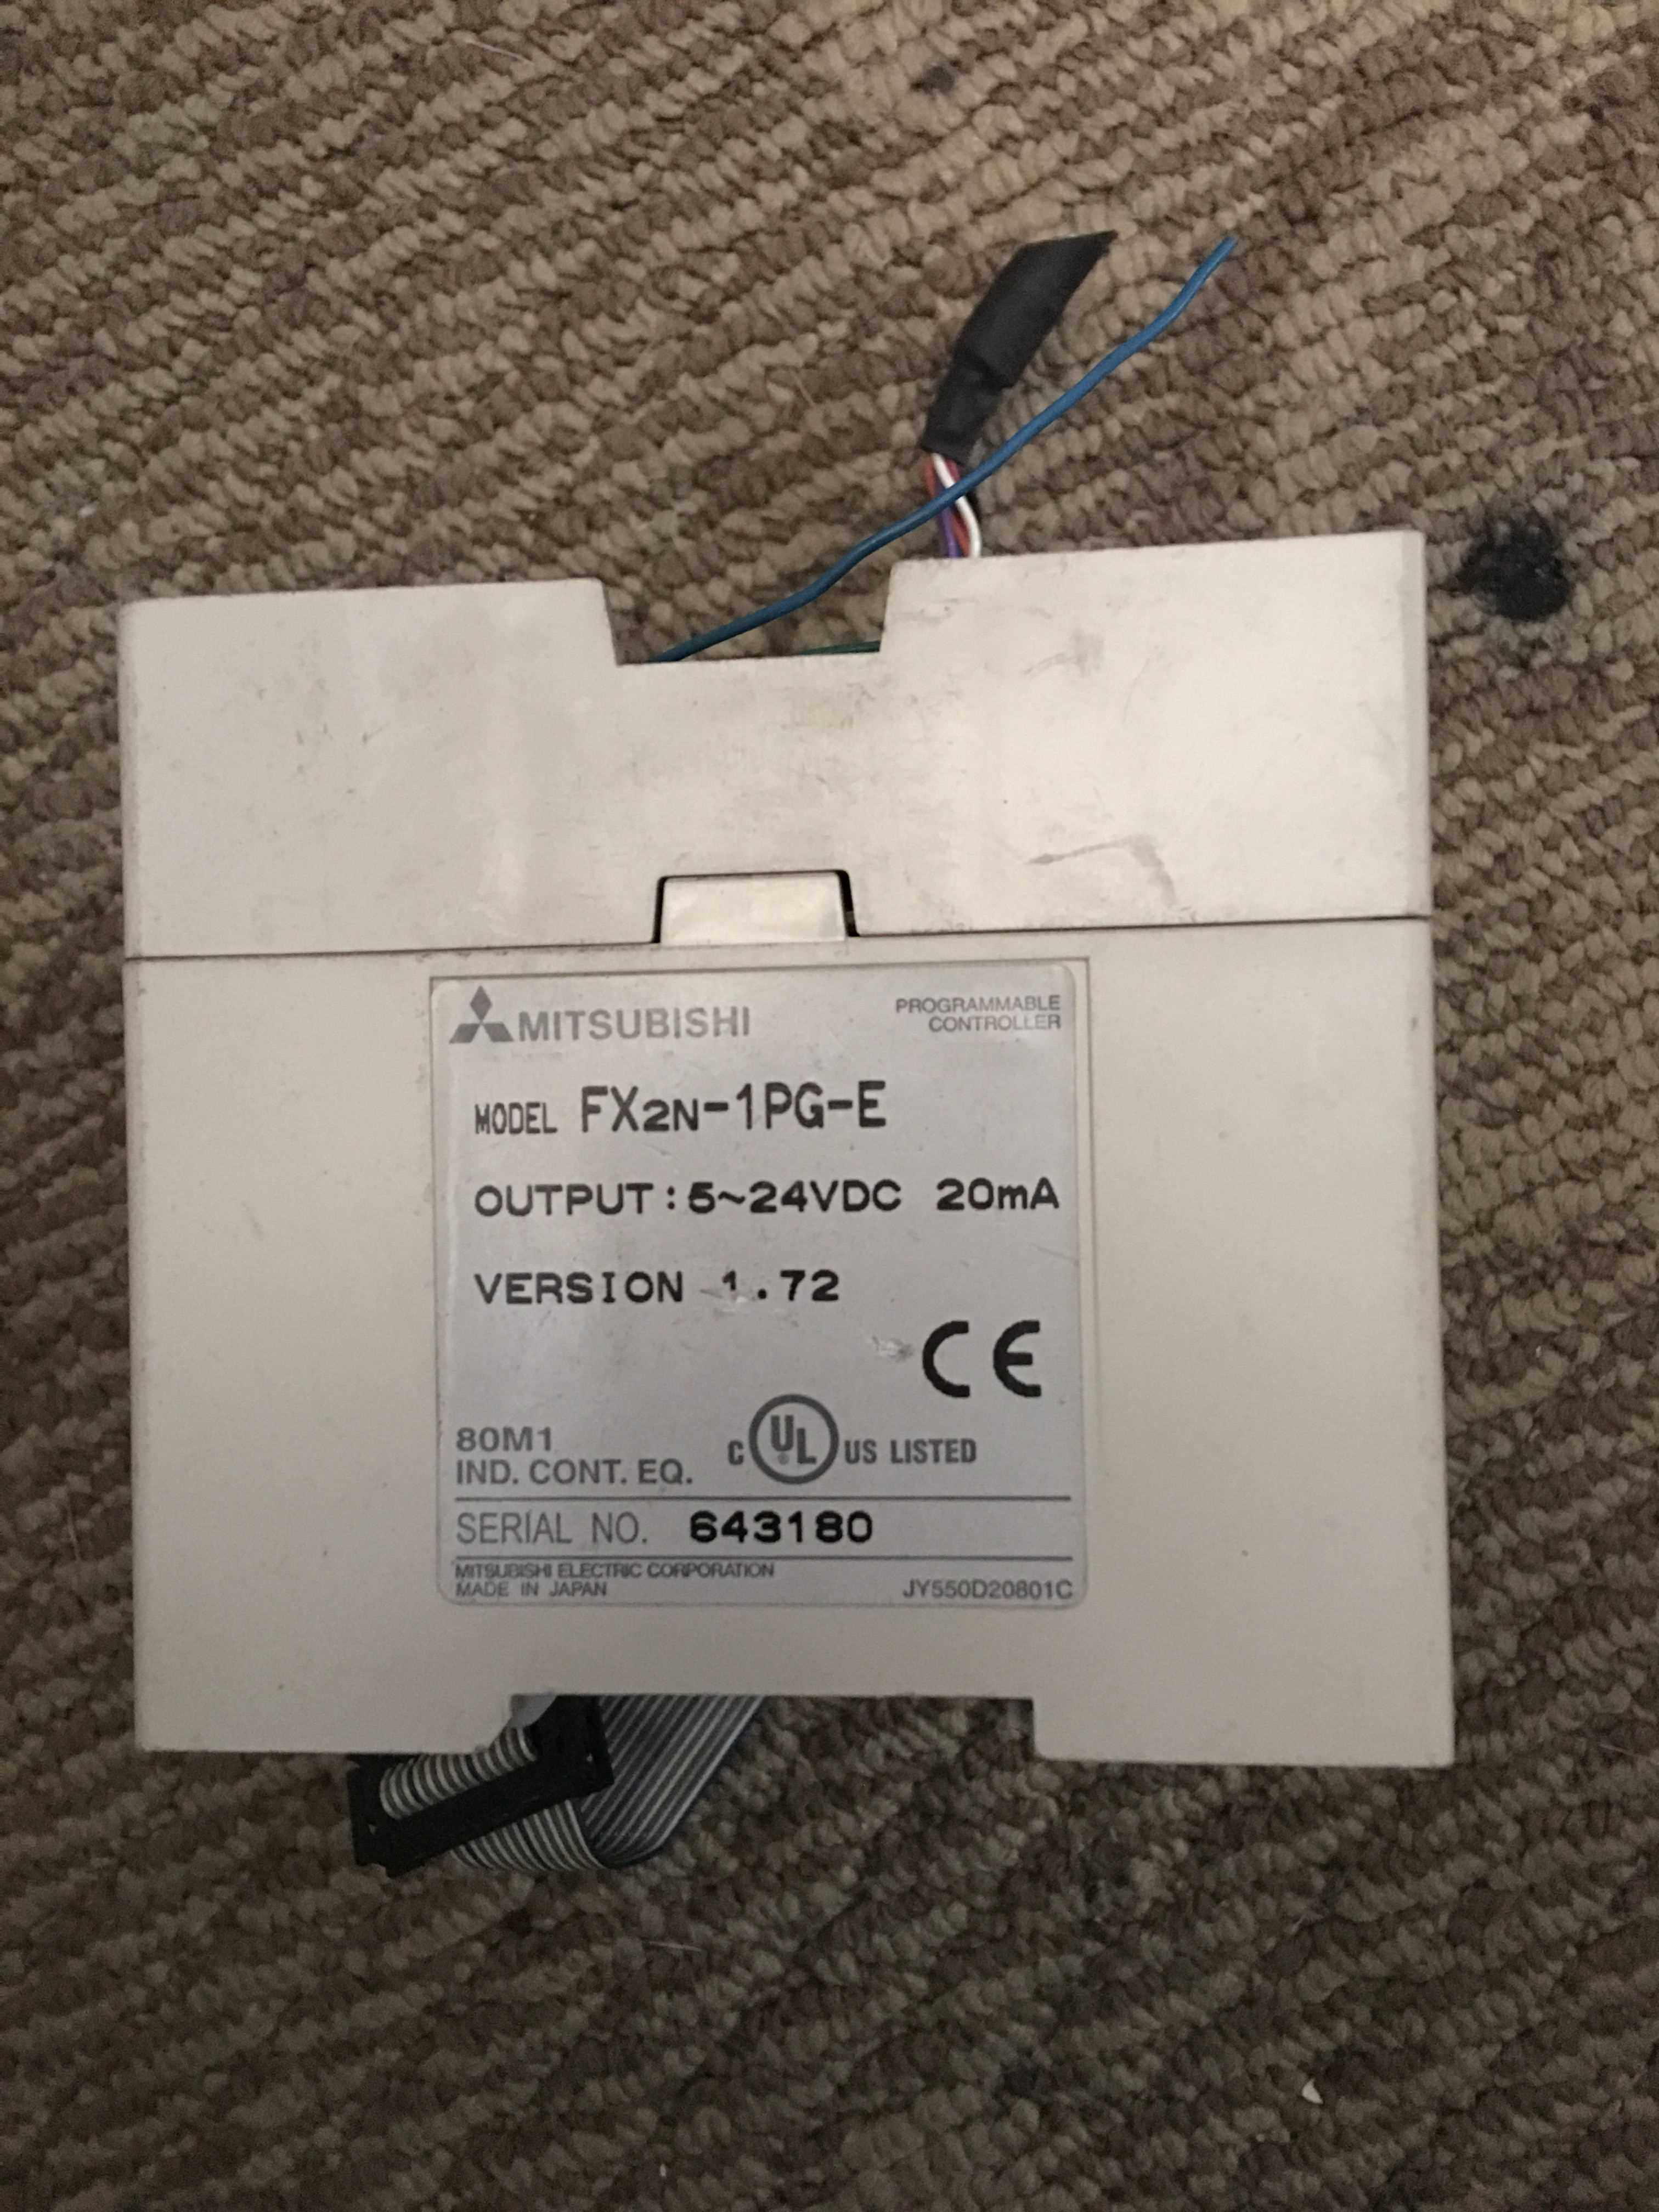 MITSUBISHI
PROGRAMMABLE
CONTROLLER
MODEL FX2N-1PG-E
OUTPUT:5~24VDC 20mA
VERSION 1.72
CE
80M1
IND. CONT. EQ.
C UL US LISTED
SERIAL NO. 643180
MITSUBISHI ELECTRIC CORPORATION
MADE IN JAPAN
JY550D20801C